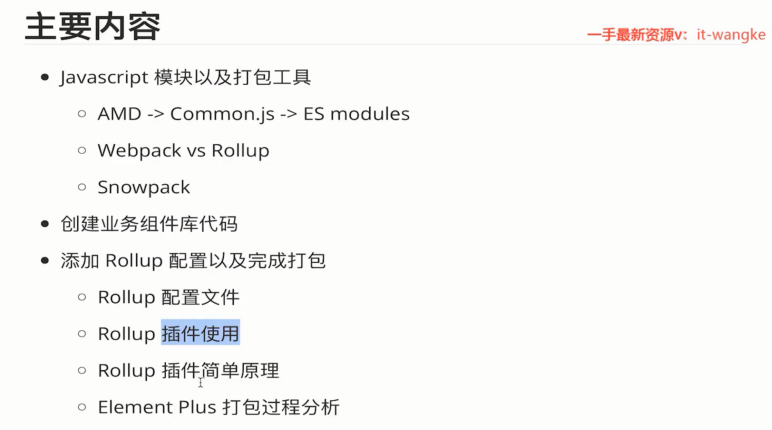 主要内容
一手最新资源v：it-wangke
Javascript 模块以及打包工具
AMD -> Common.js -> ES modules
Webpack vs Rollup
Snowpack
创建业务组件库代码
添加 Rollup 配置以及完成打包
Rollup 配置文件
Rollup 插件使用
Rollup 插件简单原理
Element Plus 打包过程分析